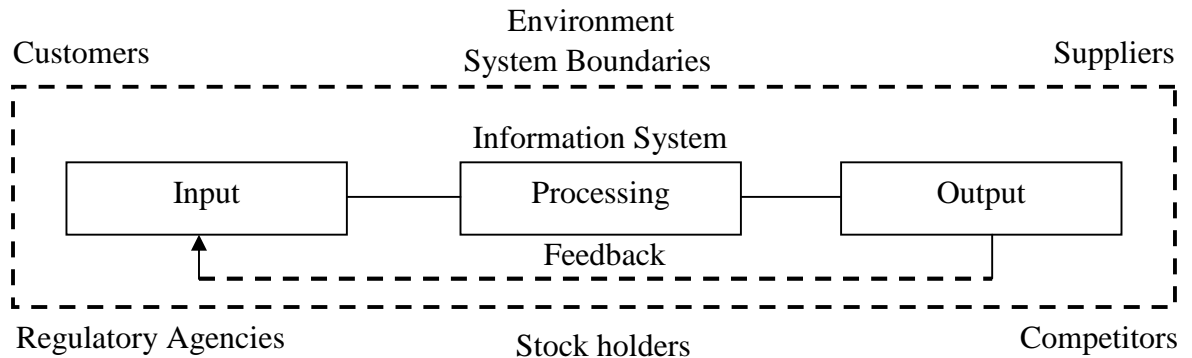 Environment
Customers
System Boundaries
Suppliers
Information System
Input
Processing
Output
Feedback
Regulatory Agencies
Stock holders
Competitors